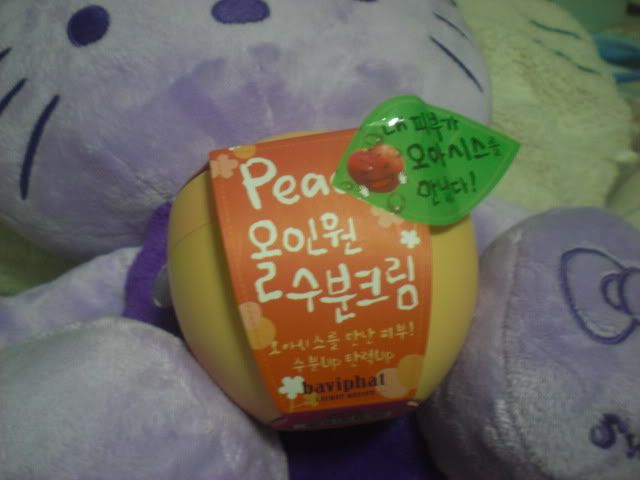 내 피부가
오아시스를
만났다!
Peac
올인원
수분크림
오아시스를 만난 피부!
수분up 탄력up
baviphat